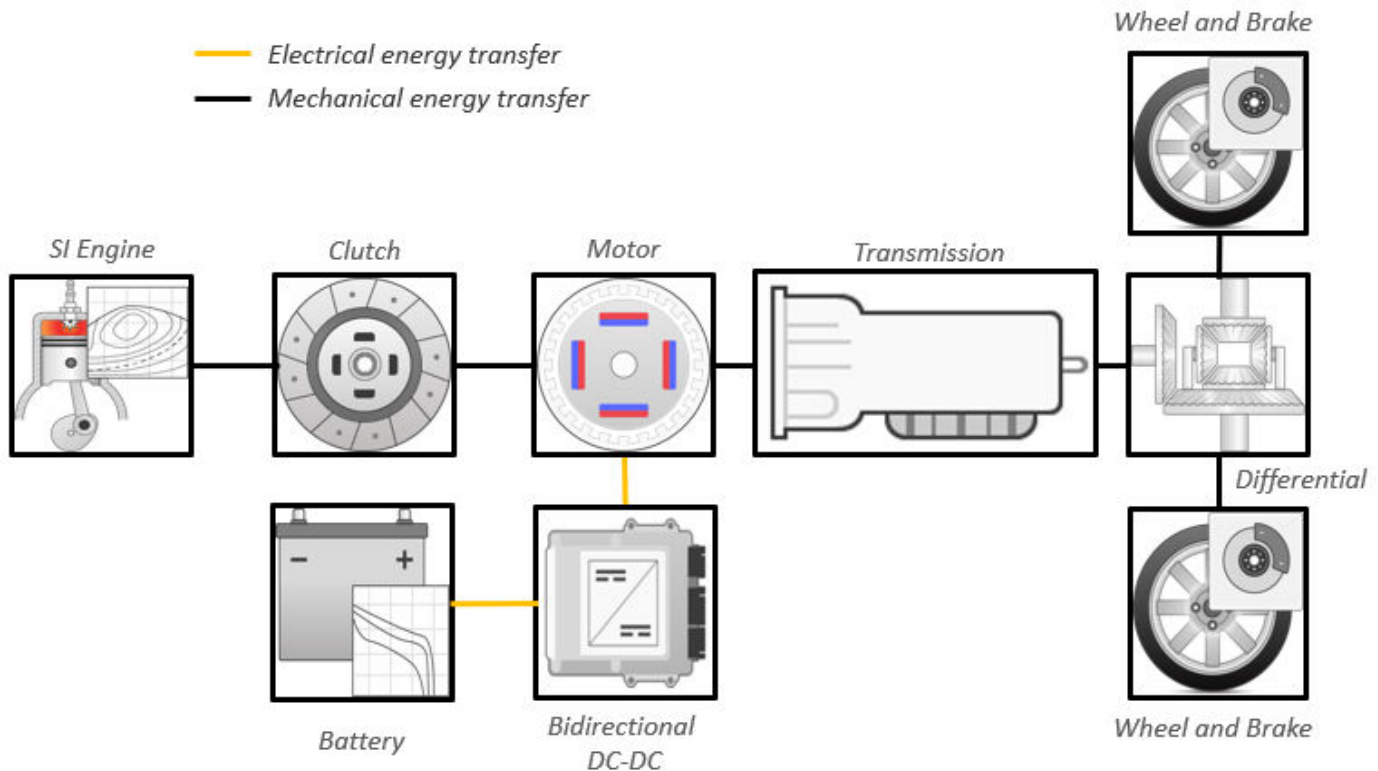 Electrical energy transfer
Mechanical energy transfer
Wheel and Brake
SI Engine
Clutch
Motor
Transmission
Differential
Battery
Bidirectional
DC-DC
Wheel and Brake